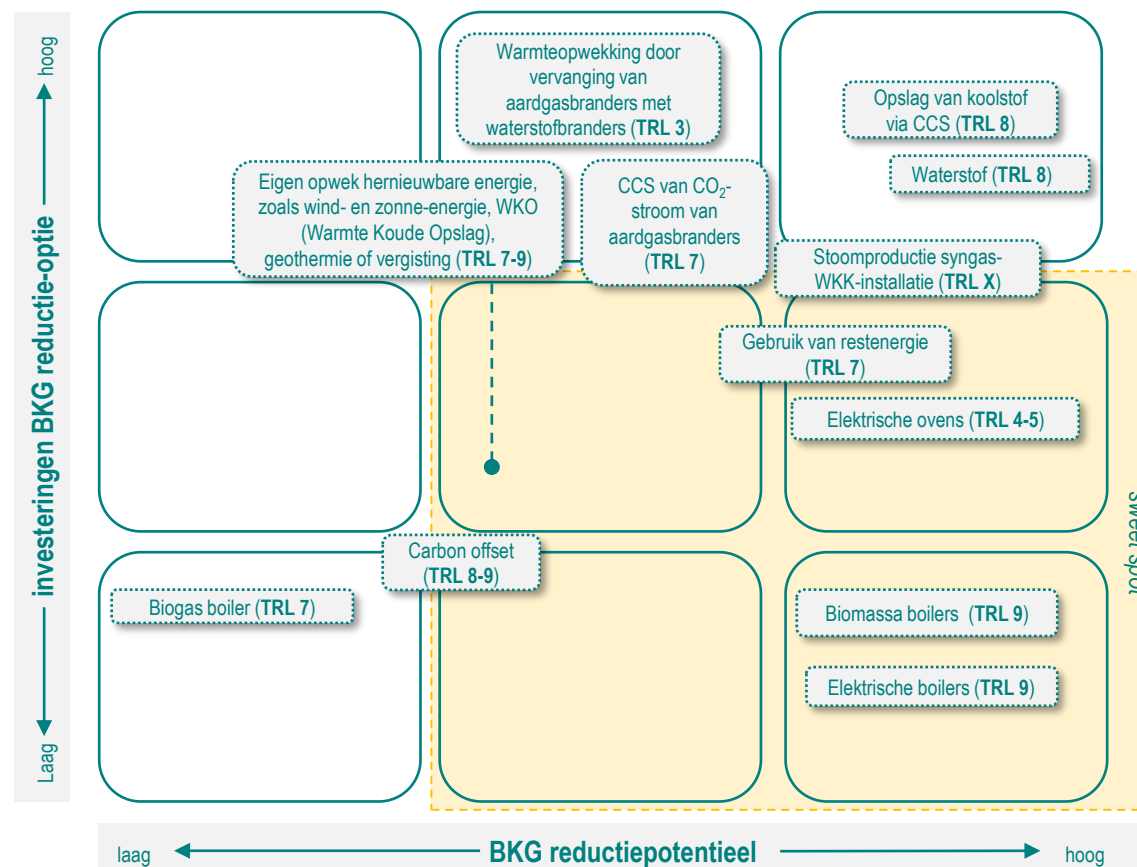 hoog
investeringen BKG reductie-optie
Laag
Warmteopwekking door
vervanging van
aardgasbranders met
waterstofbranders (TRL 3)
Opslag van koolstof
via CCS (TRL 8)
Waterstof (TRL 8)
Eigen opwek hernieuwbare energie,
zoals wind- en zonne-energie, WKO
(Warmte Koude Opslag),
geothermie of vergisting (TRL 7-9)
CCS van CO₂-
stroom van
aardgasbranders
(TRL 7)
Stoomproductie syngas-
WKK-installatie (TRL X)
Gebruik van restenergie
(TRL 7)
Elektrische ovens (TRL 4-5)
sweet spot
Carbon offset
(TRL 8-9)
Biogas boiler (TRL 7)
Biomassa boilers (TRL 9)
Elektrische boilers (TRL 9)
laag
BKG reductiepotentieel
hoog